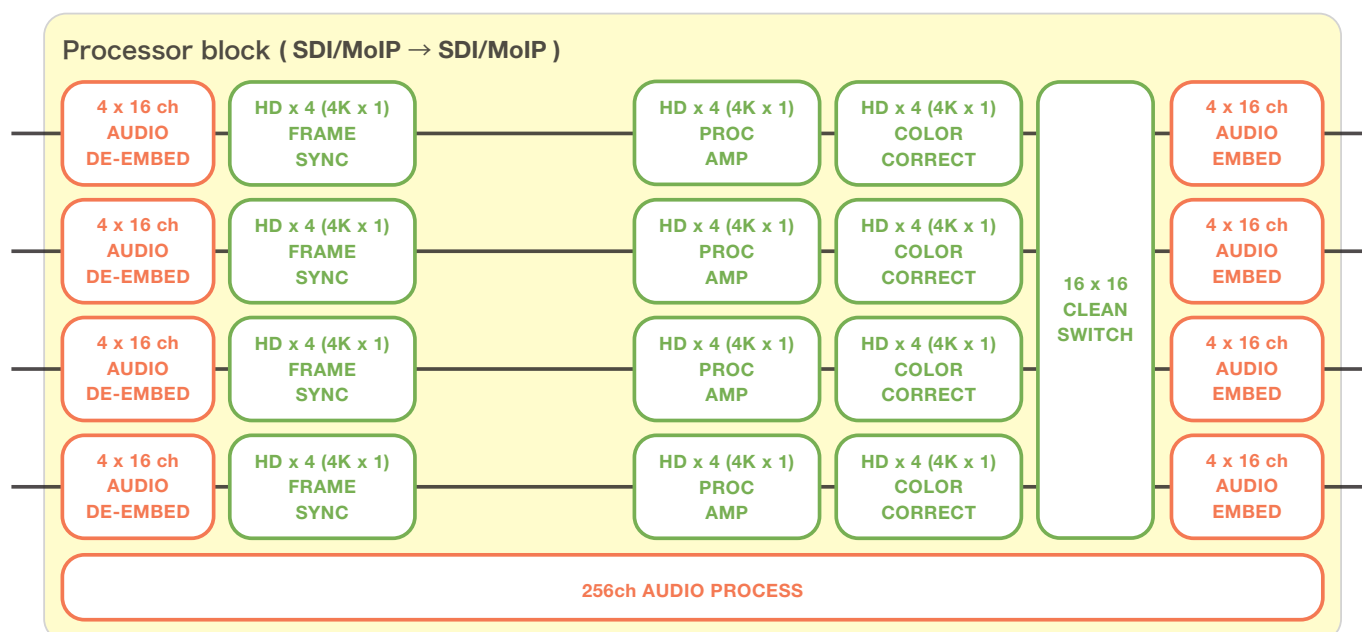 Processor block ( SDI/MoIP → SDI/MoIP )
4 x 16 ch
AUDIO
DE-EMBED
HD x 4 (4K x 1)
FRAME
SYNC
HD x 4 (4K x 1)
PROC
AMP
HD x 4 (4K x 1)
COLOR
CORRECT
4 x 16 ch
AUDIO
EMBED
4 x 16 ch
AUDIO
DE-EMBED
HD x 4 (4K x 1)
FRAME
SYNC
HD x 4 (4K x 1)
PROC
AMP
HD x 4 (4K x 1)
COLOR
CORRECT
16 x 16
CLEAN
SWITCH
4 x 16 ch
AUDIO
EMBED
4 x 16 ch
AUDIO
DE-EMBED
HD x 4 (4K x 1)
FRAME
SYNC
HD x 4 (4K x 1)
PROC
AMP
HD x 4 (4K x 1)
COLOR
CORRECT
4 x 16 ch
AUDIO
EMBED
4 x 16 ch
AUDIO
DE-EMBED
HD x 4 (4K x 1)
FRAME
SYNC
HD x 4 (4K x 1)
PROC
AMP
HD x 4 (4K x 1)
COLOR
CORRECT
4 x 16 ch
AUDIO
EMBED
256ch AUDIO PROCESS